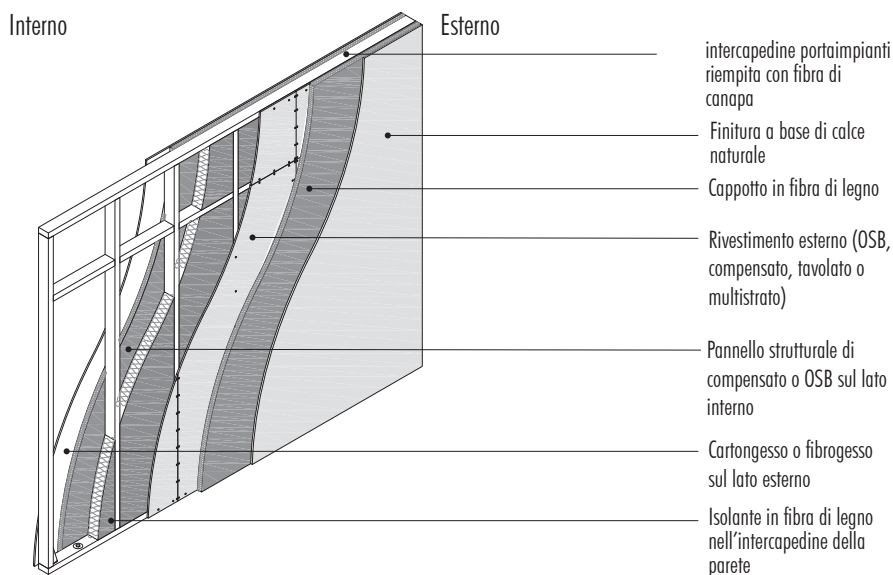 Interno
Esterno
intercapedine portaimpianti
riempita con fibra di
canapa
Finitura a base di calce
naturale
Cappotto in fibra di legno
Rivestimento esterno (OSB,
compensato, tavolato o
multistrato)
Pannello strutturale di
compensato o OSB sul lato
interno
Cartongesso o fibrogesso
sul lato esterno
Isolante in fibra di legno
nell'intercapedine della
parete